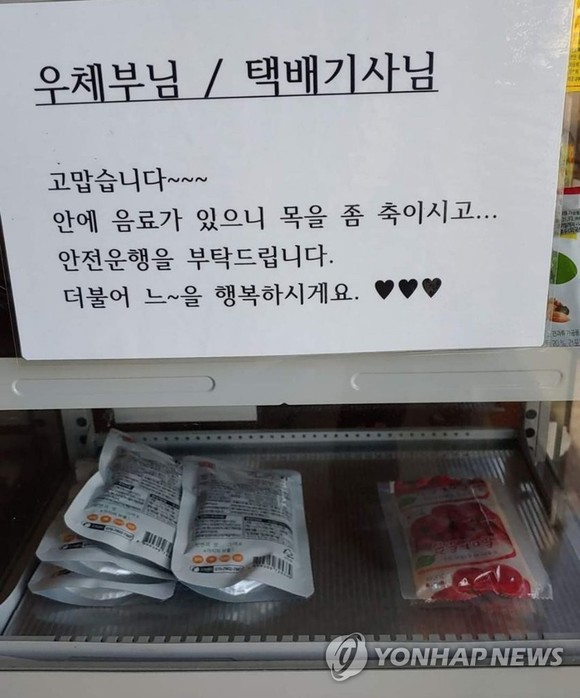 우체부님 / 택배기사님
고맙습니다~~~
안에 음료가 있으니 목을 좀 축이시고...
안전운행을 부탁드립니다.
더불어 느~을 행복하시게요. ♥♥♥
YONHAP NEWS